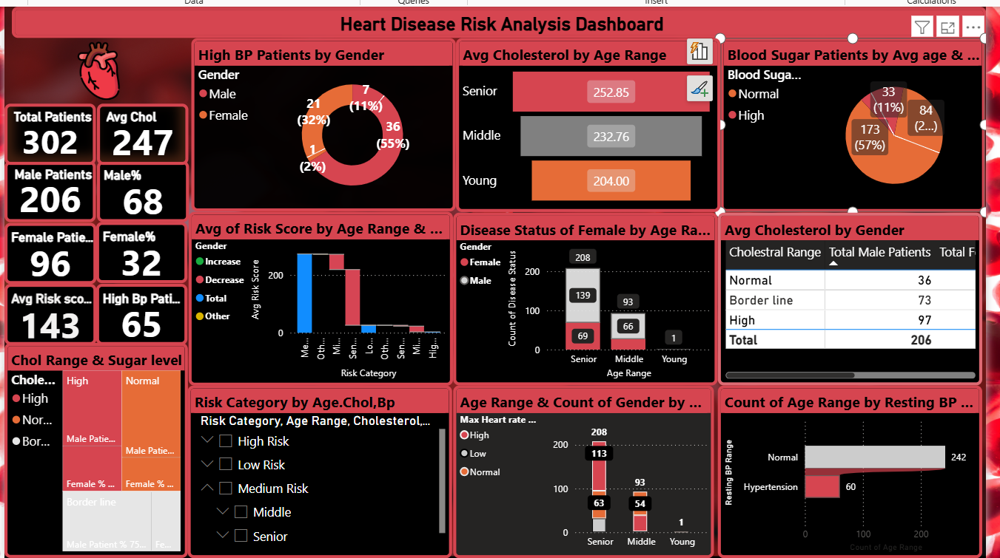 Data
Queries
Insert
Calculations
Heart Disease Risk Analysis Dashboard
Total Patients
302
Avg Chol
247
Male Patients
206
Male%
68
Female Patie...
96
Female%
32
Avg Risk sco...
143
High Bp Pati...
65
High BP Patients by Gender
Gender
Male
Female
7
(11%)
36
(55%)
1
(2%)
21
(32%)
Avg Cholesterol by Age Range
Senior
252.85
Middle
232.76
Young
204.00
Blood Sugar Patients by Avg age & ...
Blood Suga...
Normal
High
33
(11%)
84
(2...)
173
(57%)
Avg of Risk Score by Age Range & ...
Gender
Increase
Decrease
Total
Other
Avg Risk Score
200
0
Me...
Oth...
Mi...
Sen...
Lo...
Oth...
Sen...
Mi...
Hig...
Risk Category
Disease Status of Female by Age Ra...
Gender
Female
Male
Count of Disease Status
200
100
0
208
139
69
93
66
1
Senior
Middle
Young
Age Range
Avg Cholesterol by Gender
Cholestral Range Total Male Patients Total F
Normal 36
Border line 73
High 97
Total 206
Chol Range & Sugar level
Chole...
High
Nor...
Bor...
High
Male Patie...
Female % ...
Normal
Male Patie...
Female % ...
Border line
Male Patient % 75...
Fe...
Risk Category by Age.Chol,Bp
Risk Category, Age Range, Cholesterol,...
High Risk
Low Risk
Medium Risk
Middle
Senior
Age Range & Count of Gender by ...
Max Heart rate ...
High
Low
Normal
200
100
0
208
113
63
93
54
1
Senior
Middle
Young
Count of Age Range by Resting BP ...
Resting BP Range
Normal
242
Hypertension
60
0
100
200
Count of Age Range